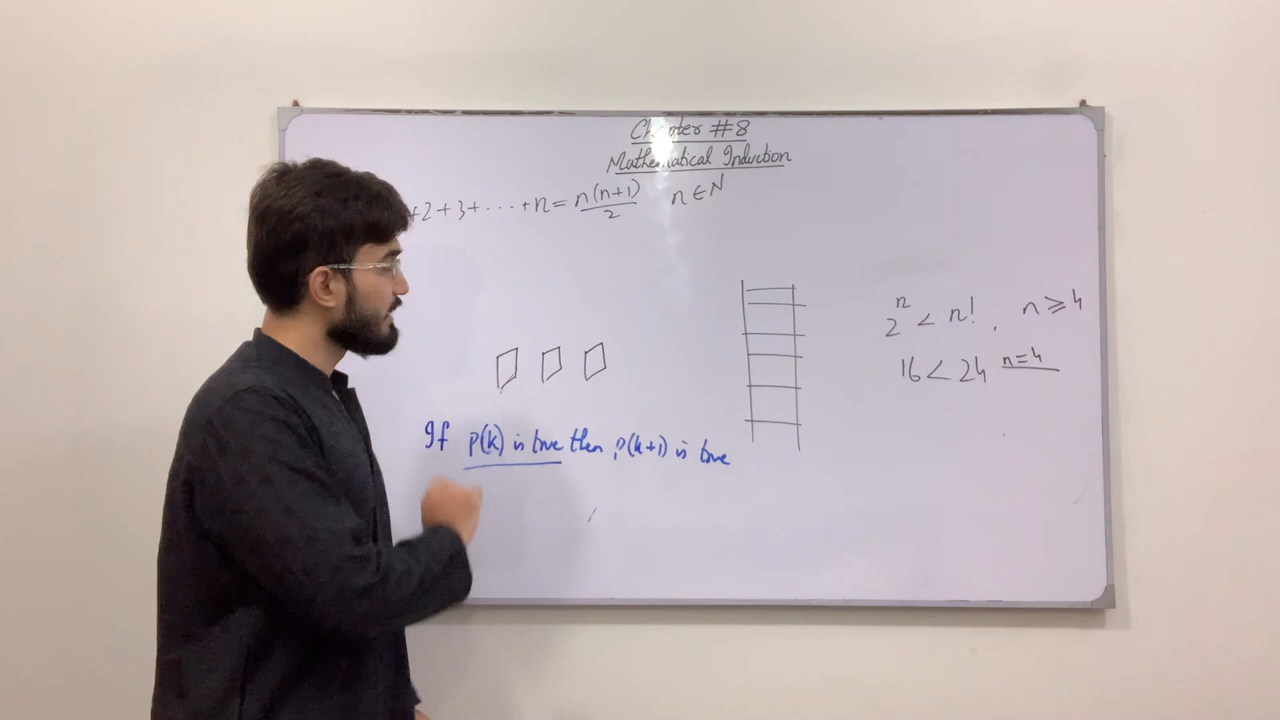 Chapter #8
Mathematical Induction
+2+3+...+n = n(n+1)/2 n∈N
2^n < n! , n ≥ 4
16 < 24 n=4
If P(k) is true then P(k+1) is true